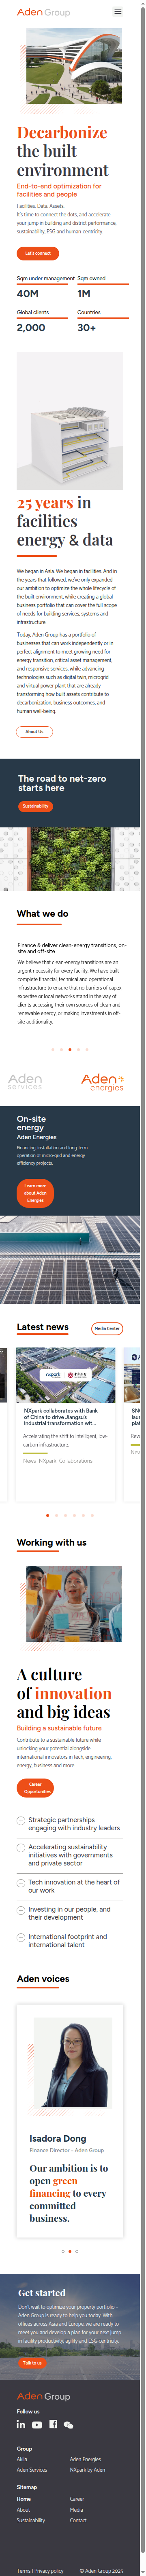 Aden Group
Decarbonize
the built
environment
End-to-end optimization for
facilities and people
Facilities. Data. Assets.
It's time to connect the dots, and accelerate
your jump in building and district performance,
sustainability, ESG and human-centricity.
Let's connect
Sqm under management
40M
Sqm owned
1M
Global clients
2,000
Countries
30+
25 years in
facilities
energy & data
We began in Asia. We began in facilities. And in
the years that followed, we've only expanded
our ambition to optimize the whole lifecycle of
the built environment, while creating a global
business portfolio that can cover the full scope
of needs for building services, systems and
infrastructure.
Today, Aden Group has a portfolio of
businesses that can work independently or in
perfect alignment to meet growing need for
energy transition, critical asset management,
and responsive services, while also bringing
technologies such as digital twin, microgrid
and virtual power plant that are already
transforming how built assets contribute to
decarbonization, business outcomes, and
human well-being.
About Us
The road to net-zero
starts here
Sustainability
What we do
Finance & deliver clean-energy transitions, on-
site and off-site
We believe that clean-energy transitions are an
urgent necessity for every facility. We have built
complete financial, technical and operational
turnkey to ensure that no barriers of capex,
opex or local networks stand in the way of
clients accessing their own sources of clean and
renewable energy, or making investments in off-
site additionality.
Aden services
Aden energies
On-site
energy
Aden Energies
Financing, installation and long-term
operation of micro-grid and energy
efficiency projects.
Learn more
about Aden
Energies
Latest news
Media Center
NXpark collaborates with Bank
of China to drive Jiangsu's
industrial transformation wit...
Accelerating the shift to intelligent, low-
carbon infrastructure.
News NXpark Collaborations
Working with us
A culture
of innovation
and big ideas
Building a sustainable future
Contribute to a sustainable future while
unlocking your potential alongside
international innovators in tech, engineering,
energy, business and more.
Career
Opportunities
Strategic partnerships
engaging with industry leaders
Accelerating sustainability
initiatives with governments
and private sector
Tech innovation at the heart of
our work
Investing in our people, and
their development
International footprint and
international talent
Aden voices
Isadora Dong
Finance Director – Aden Group
Our ambition is to
open green
financing to every
committed
business.
Get started
Don't wait to optimise your property portfolio –
Aden Group is ready to help you today. With
offices across Asia and Europe, we are ready to
meet you and develop a plan for your next jump
in facility productivity, agility and ESG-centricity.
Talk to us
Aden Group
Follow us
Group
Akila
Aden Energies
Aden Services
NXpark by Aden
Sitemap
Home
Career
About
Media
Sustainability
Contact
Terms | Privacy policy
© Aden Group 2025